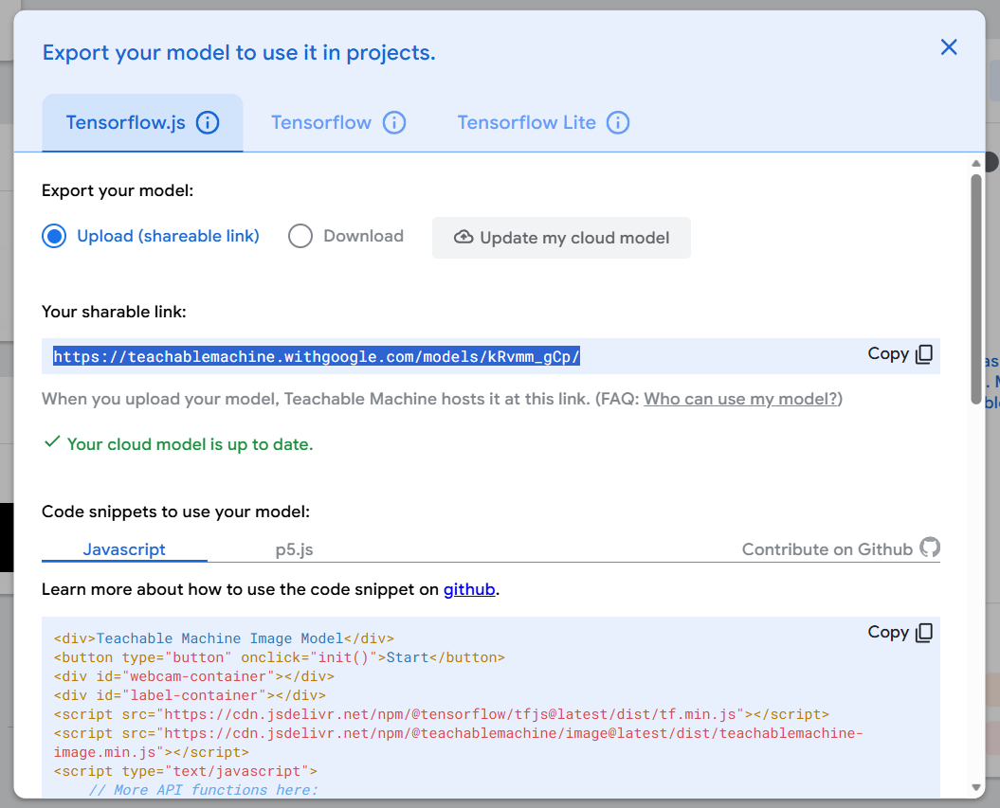 Export your model to use it in projects.
Tensorflow.js Tensorflow Tensorflow Lite
Export your model:
Upload (shareable link) Download Update my cloud model
Your sharable link:
https://teachablemachine.withgoogle.com/models/kRvmm_gCp/ Copy
When you upload your model, Teachable Machine hosts it at this link. (FAQ: Who can use my model?)
Your cloud model is up to date.
Code snippets to use your model:
Javascript p5.js Contribute on Github
Learn more about how to use the code snippet on github.
Copy
<div>Teachable Machine Image Model</div>
<button type="button" onclick="init()">Start</button>
<div id="webcam-container"></div>
<div id="label-container"></div>
<script src="https://cdn.jsdelivr.net/npm/@tensorflow/tfjs@latest/dist/tf.min.js"></script>
<script src="https://cdn.jsdelivr.net/npm/@teachablemachine/image@latest/dist/teachablemachine-
image.min.js"></script>
<script type="text/javascript">
// More API functions here: